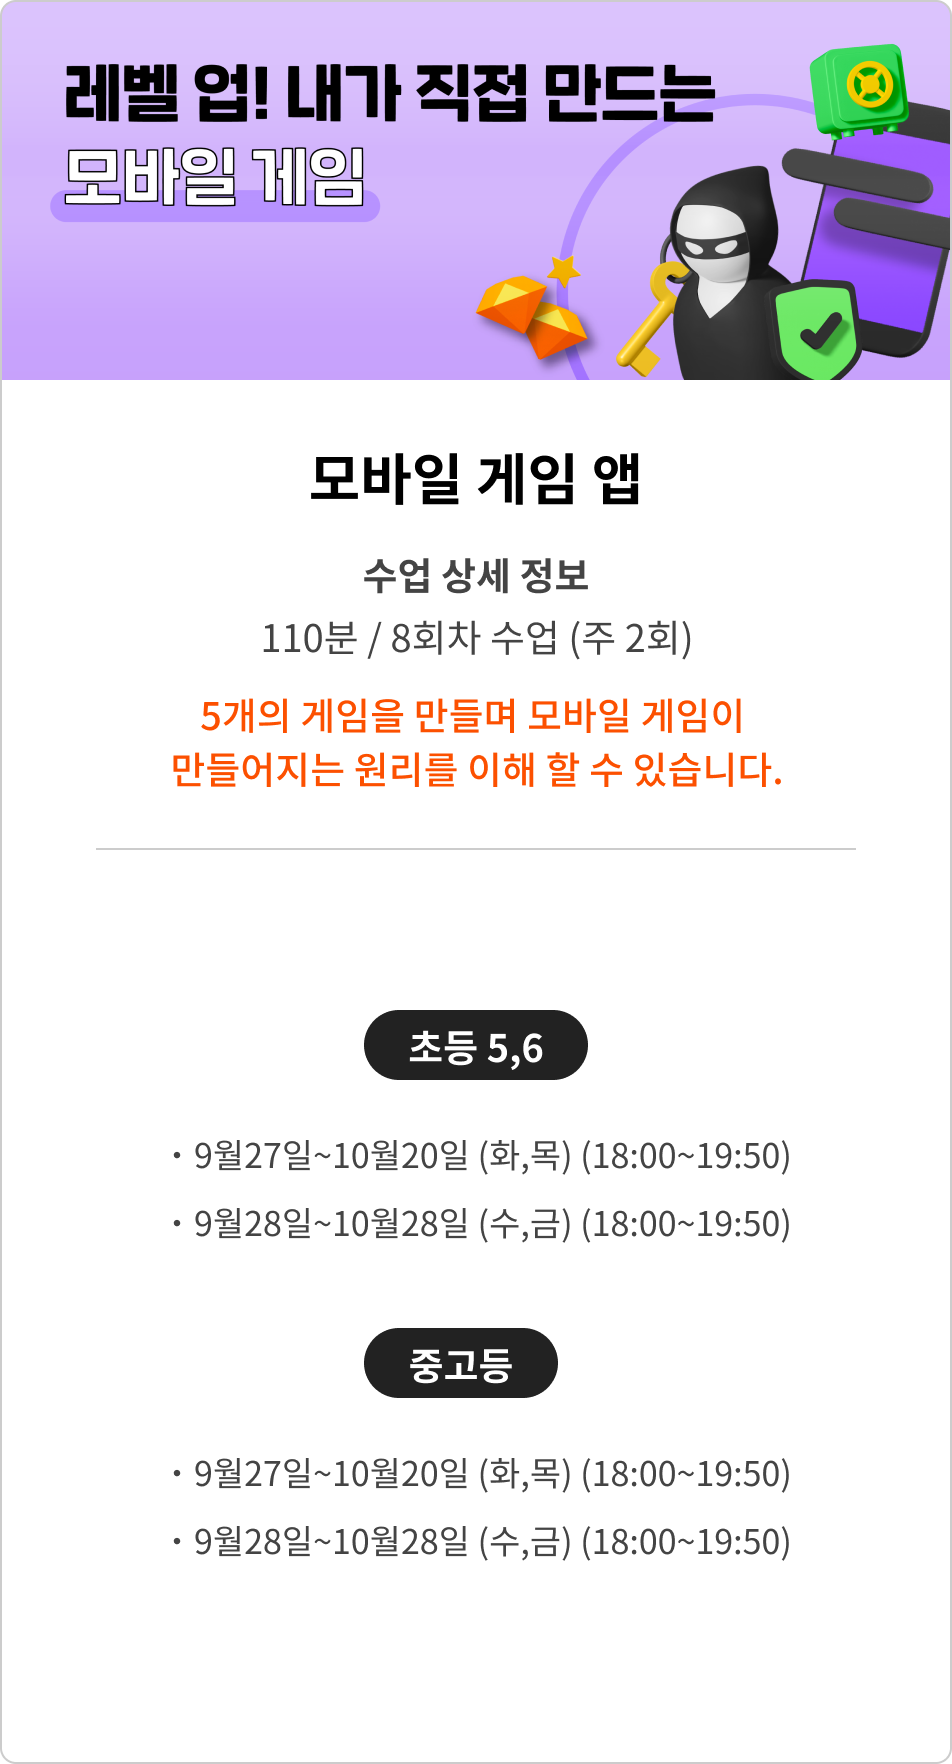 레벨 업! 내가 직접 만드는
모바일 게임
모바일 게임 앱
수업 상세 정보
110분 / 8회차 수업 (주 2회)
5개의 게임을 만들며 모바일 게임이
만들어지는 원리를 이해 할 수 있습니다.
초등 5,6
· 9월27일~10월20일 (화,목) (18:00~19:50)
· 9월28일~10월28일 (수,금) (18:00~19:50)
중고등
· 9월27일~10월20일 (화,목) (18:00~19:50)
· 9월28일~10월28일 (수,금) (18:00~19:50)